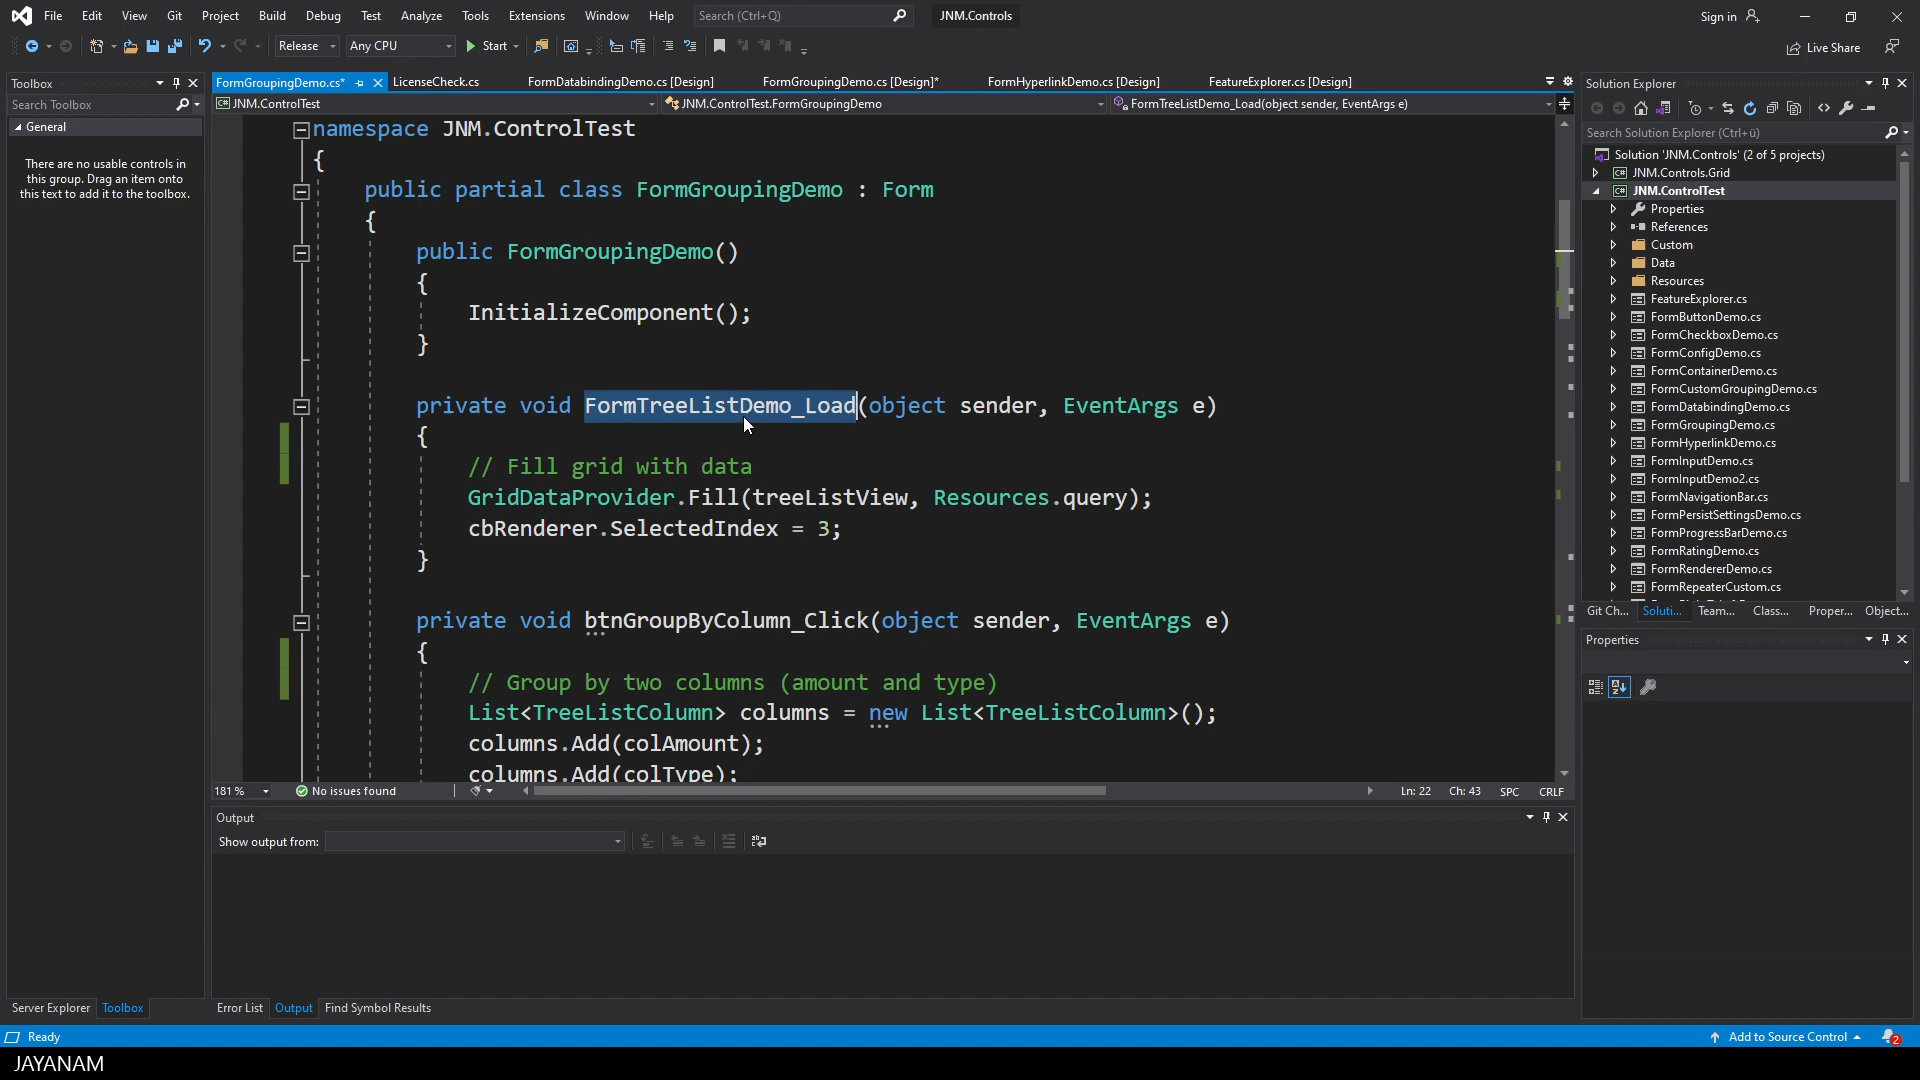 File Edit View Git Project Build Debug Test Analyze Tools Extensions Window Help Search (Ctrl+Q) JNM.Controls Sign in
Release Any CPU Start Live Share
Toolbox
Search Toolbox
General
There are no usable controls in
this group. Drag an item onto
this text to add it to the toolbox.
FormGroupingDemo.cs* LicenseCheck.cs FormDatabindingDemo.cs [Design] FormGroupingDemo.cs [Design]* FormHyperlinkDemo.cs [Design] FeatureExplorer.cs [Design]
JNM.ControlTest JNM.ControlTest.FormGroupingDemo FormTreeListDemo_Load(object sender, EventArgs e)
namespace JNM.ControlTest
{
public partial class FormGroupingDemo : Form
{
public FormGroupingDemo()
{
InitializeComponent();
}
private void FormTreeListDemo_Load(object sender, EventArgs e)
{
// Fill grid with data
GridDataProvider.Fill(treeListView, Resources.query);
cbRenderer.SelectedIndex = 3;
}
private void btnGroupByColumn_Click(object sender, EventArgs e)
{
// Group by two columns (amount and type)
List<TreeListColumn> columns = new List<TreeListColumn>();
columns.Add(colAmount);
columns.Add(colType);
181 % No issues found Ln: 22 Ch: 43 SPC CRLF
Output
Show output from:
Server Explorer Toolbox
Error List Output Find Symbol Results
Solution Explorer
Search Solution Explorer (Ctrl+ü)
Solution 'JNM.Controls' (2 of 5 projects)
JNM.Controls.Grid
JNM.ControlTest
Properties
References
Custom
Data
Resources
FeatureExplorer.cs
FormButtonDemo.cs
FormCheckboxDemo.cs
FormConfigDemo.cs
FormContainerDemo.cs
FormCustomGroupingDemo.cs
FormDatabindingDemo.cs
FormGroupingDemo.cs
FormHyperlinkDemo.cs
FormInputDemo.cs
FormInputDemo2.cs
FormNavigationBar.cs
FormPersistSettingsDemo.cs
FormProgressBarDemo.cs
FormRatingDemo.cs
FormRendererDemo.cs
FormRepeaterCustom.cs
Git Ch... Soluti... Team... Class... Proper... Object...
Properties
Ready Add to Source Control 2
JAYANAM